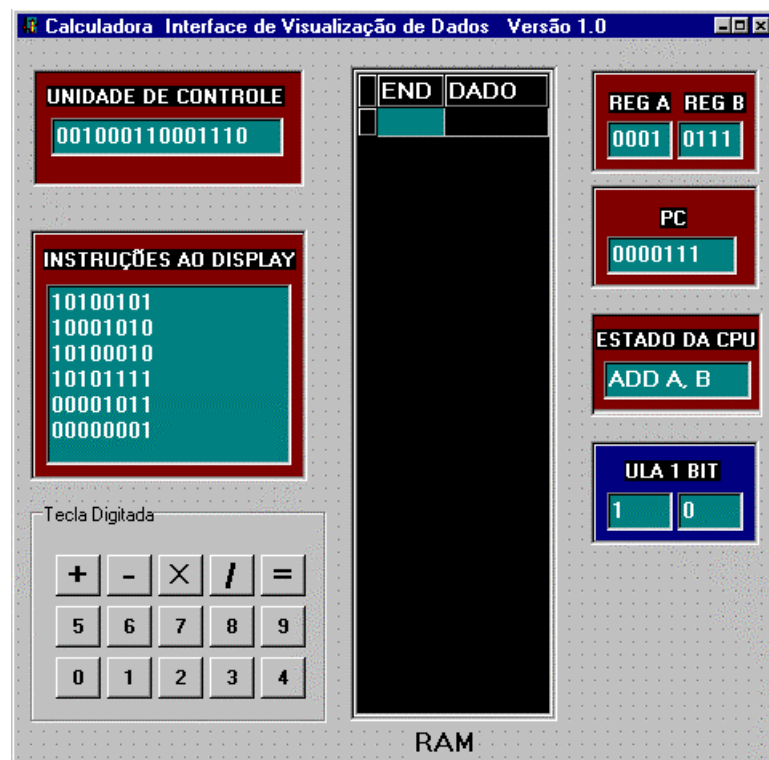 Calculadora Interface de Visualização de Dados Versão 1.0
UNIDADE DE CONTROLE
001000110001110
INSTRUÇÕES AO DISPLAY
10100101
10001010
10100010
10101111
00001011
00000001
Tecla Digitada
+ - X / =
5 6 7 8 9
0 1 2 3 4
END DADO
RAM
REG A REG B
0001 0111
PC
0000111
ESTADO DA CPU
ADD A, B
ULA 1 BIT
1 0